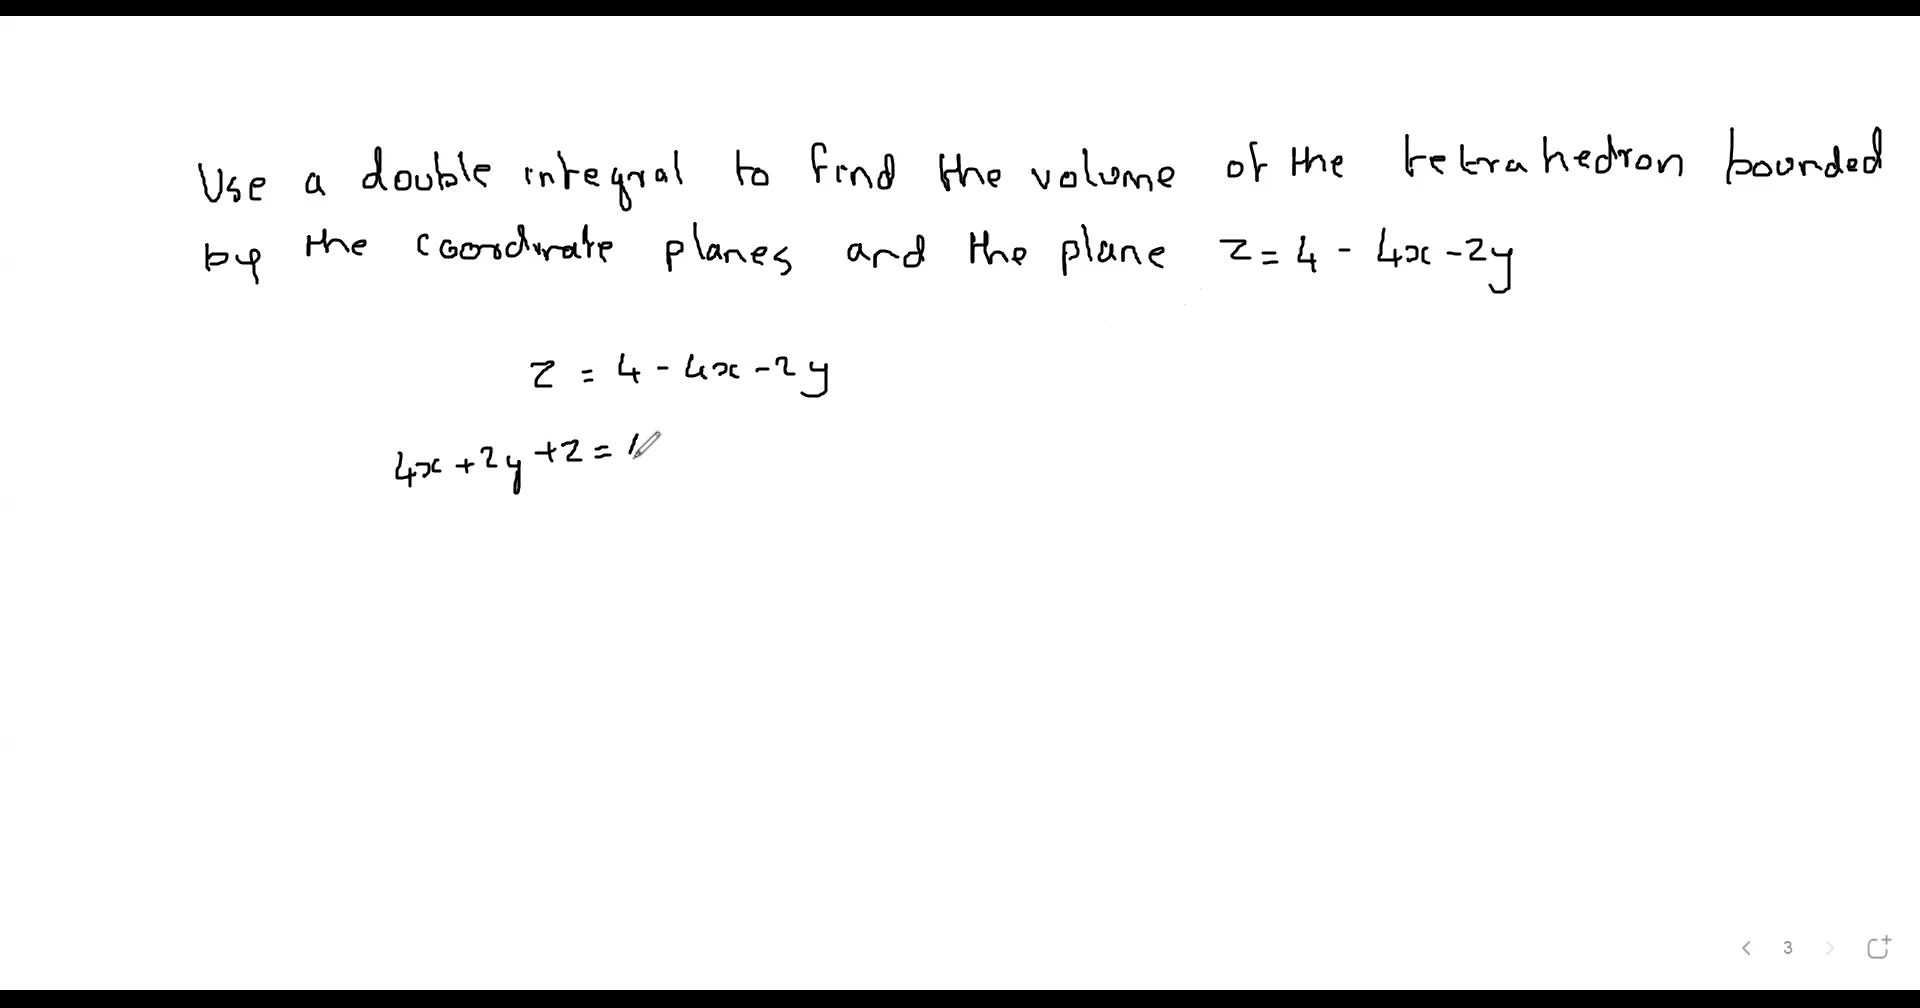 Use a double integral to find the volume of the tetrahedron bounded
by the coordinate planes and the plane z = 4 - 4x - 2y
z = 4 - 4x - 2y
4x + 2y + z =
3